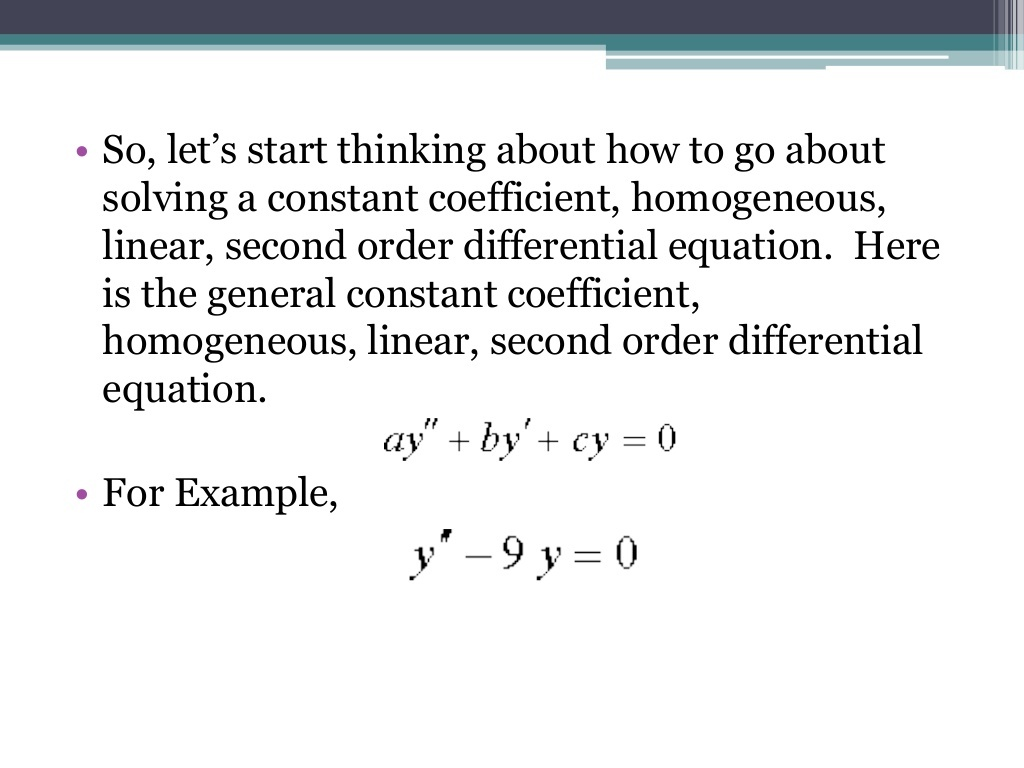 • So, let’s start thinking about how to go about
solving a constant coefficient, homogeneous,
linear, second order differential equation.  Here
is the general constant coefficient,
homogeneous, linear, second order differential
equation.
ay″ + by′ + cy = 0
• For Example,
y″ − 9 y = 0